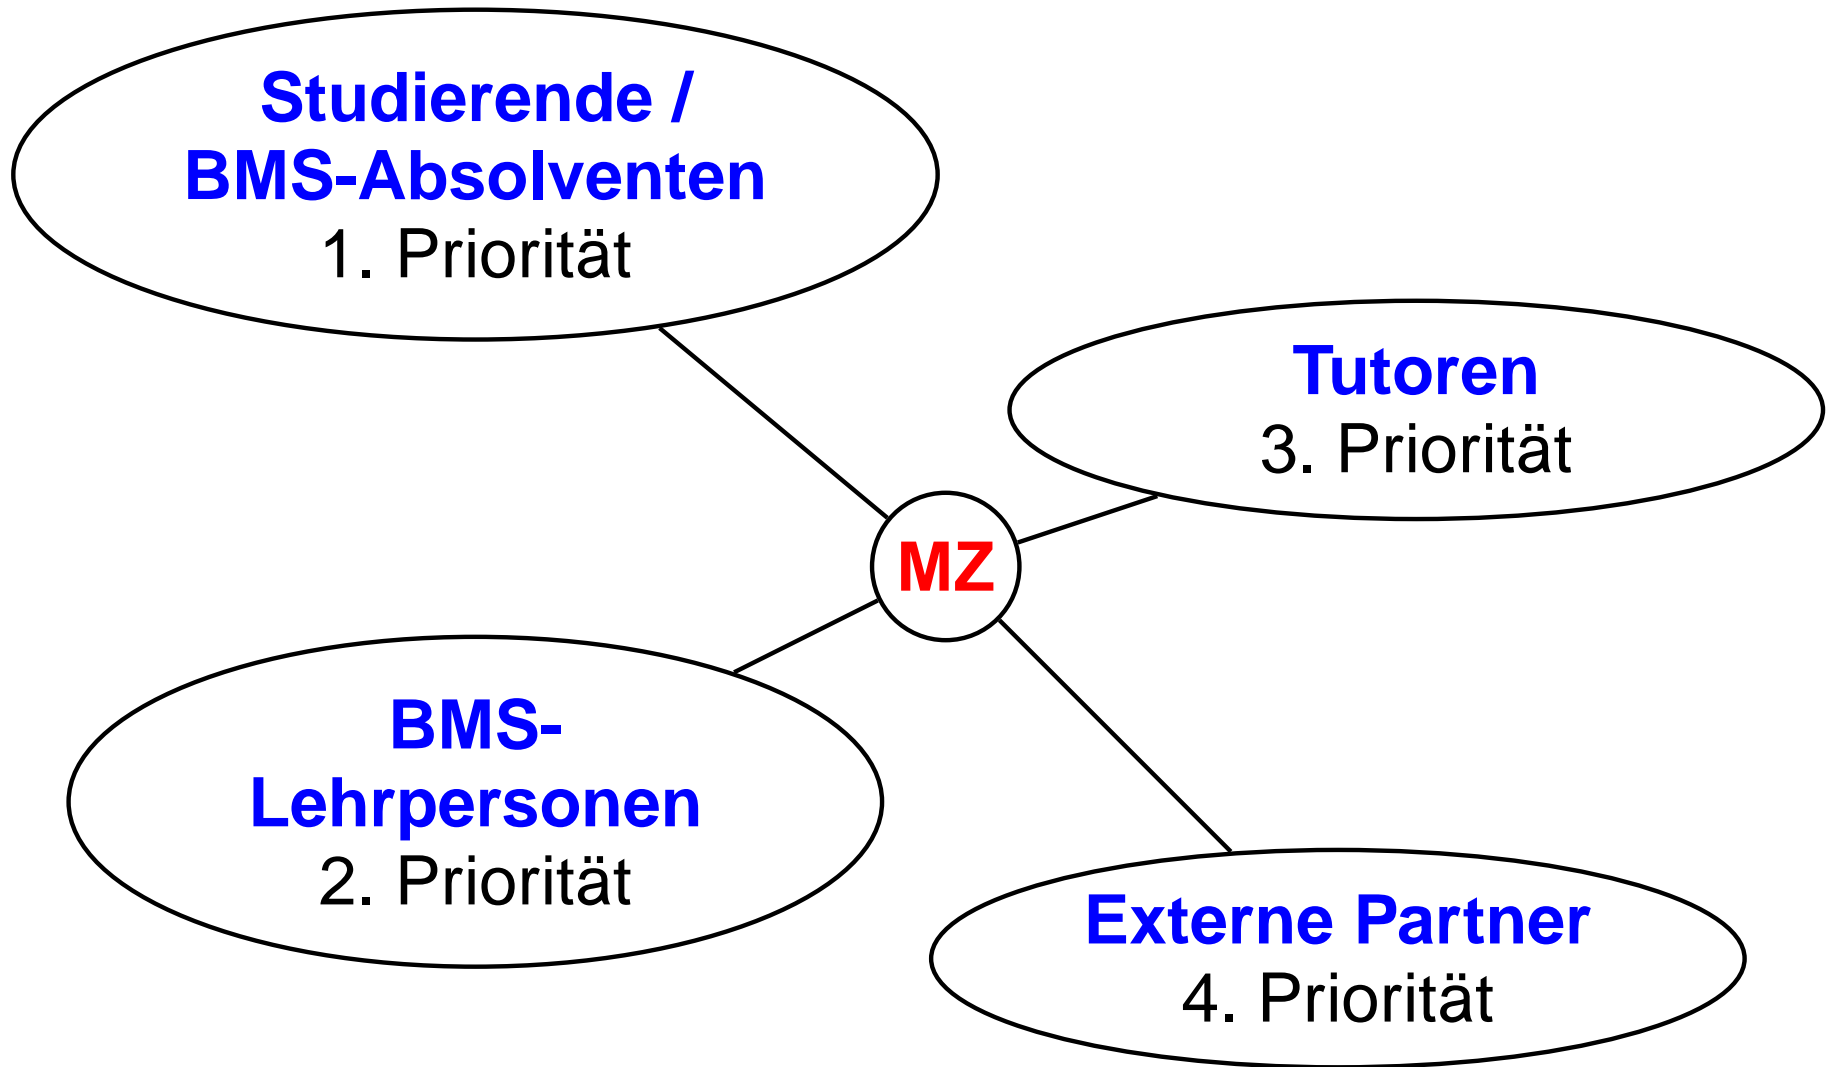 Studierende /
BMS-Absolventen
1. Priorität
Tutoren
3. Priorität
MZ
BMS-
Lehrpersonen
2. Priorität
Externe Partner
4. Priorität